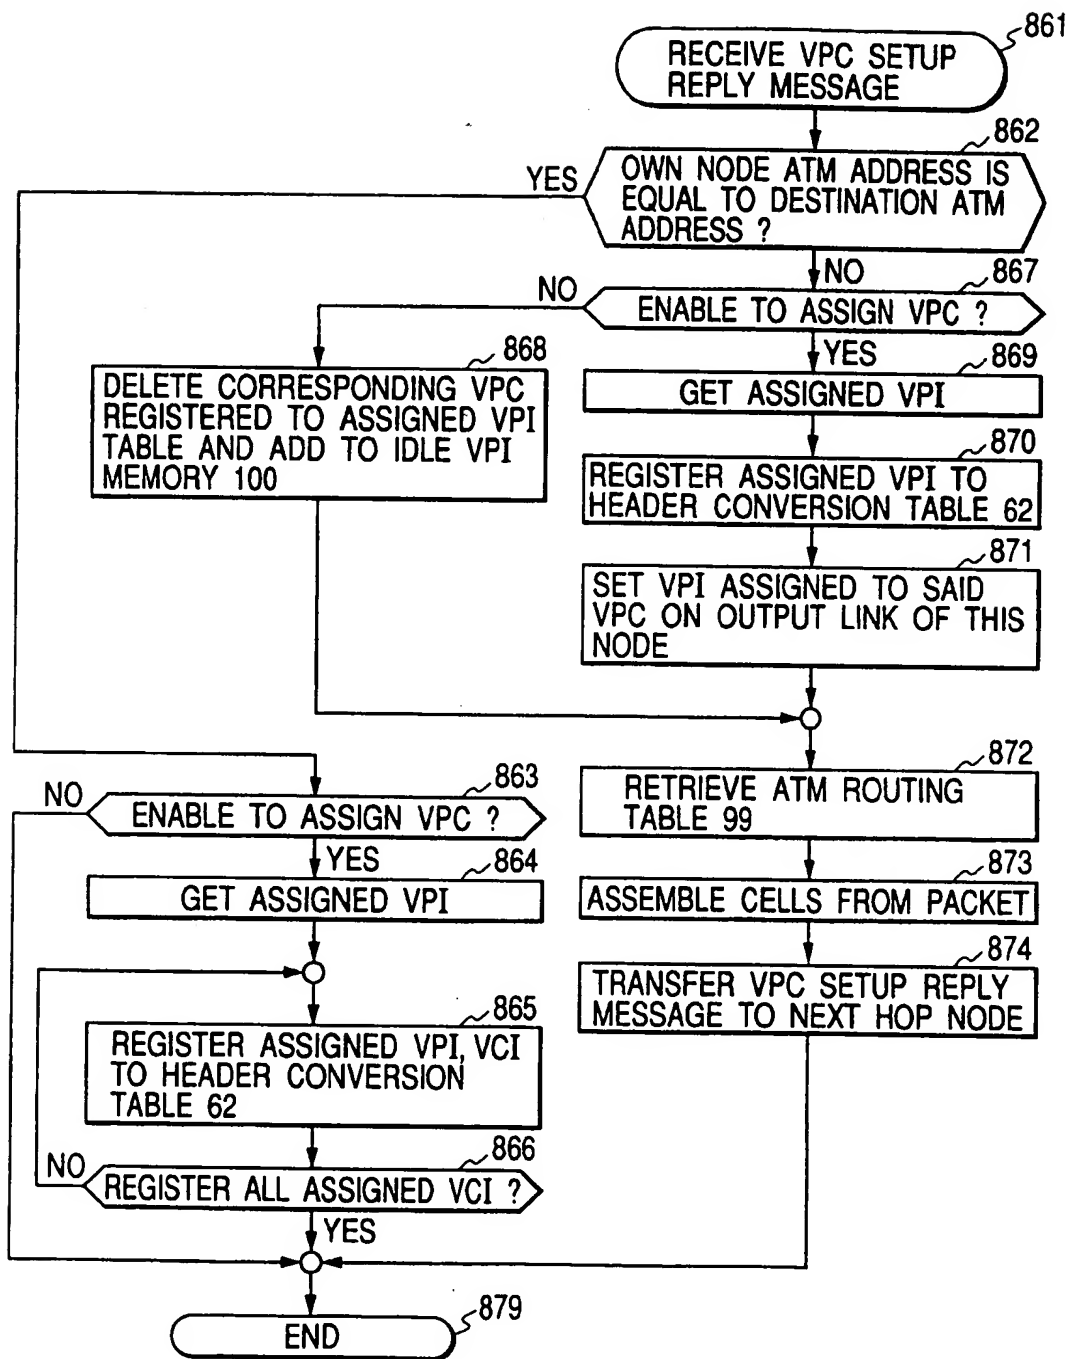 861
RECEIVE VPC SETUP
REPLY MESSAGE
862
YES
OWN NODE ATM ADDRESS IS
EQUAL TO DESTINATION ATM
ADDRESS ?
NO
867
NO
ENABLE TO ASSIGN VPC ?
YES
868
DELETE CORRESPONDING VPC
REGISTERED TO ASSIGNED VPI
TABLE AND ADD TO IDLE VPI
MEMORY 100
869
GET ASSIGNED VPI
870
REGISTER ASSIGNED VPI TO
HEADER CONVERSION TABLE 62
871
SET VPI ASSIGNED TO SAID
VPC ON OUTPUT LINK OF THIS
NODE
872
RETRIEVE ATM ROUTING
TABLE 99
873
ASSEMBLE CELLS FROM PACKET
874
TRANSFER VPC SETUP REPLY
MESSAGE TO NEXT HOP NODE
863
NO
ENABLE TO ASSIGN VPC ?
YES
864
GET ASSIGNED VPI
865
REGISTER ASSIGNED VPI, VCI
TO HEADER CONVERSION
TABLE 62
866
NO
REGISTER ALL ASSIGNED VCI ?
YES
879
END